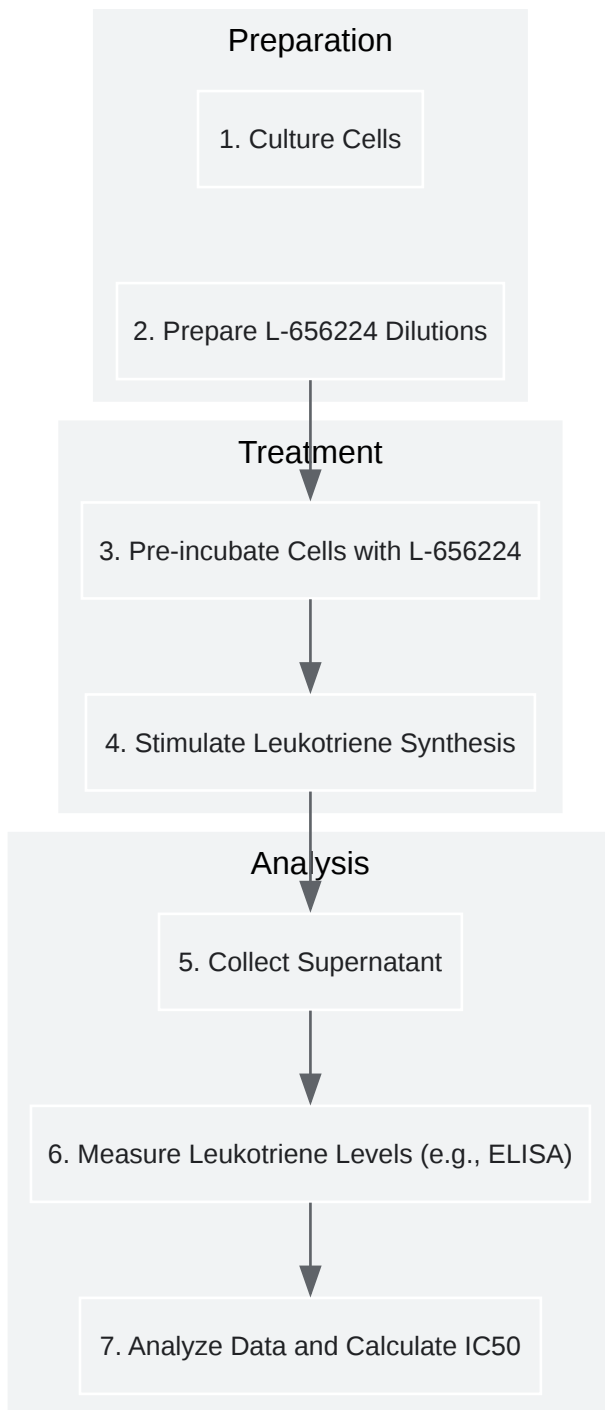 Preparation
1. Culture Cells
2. Prepare L-656224 Dilutions
Treatment
3. Pre-incubate Cells with L-656224
4. Stimulate Leukotriene Synthesis
Analysis
5. Collect Supernatant
6. Measure Leukotriene Levels (e.g., ELISA)
7. Analyze Data and Calculate IC50